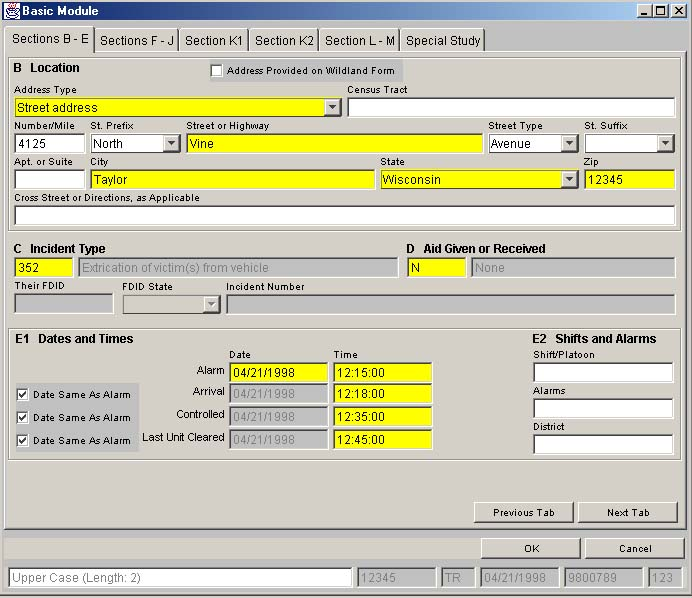 Basic Module
Sections B - E Sections F - J Section K1 Section K2 Section L - M Special Study
B Location Address Provided on Wildland Form
Address Type Census Tract
Street address
Number/Mile St. Prefix Street or Highway Street Type St. Suffix
4125 North Vine Avenue
Apt. or Suite City State Zip
Taylor Wisconsin 12345
Cross Street or Directions, as Applicable
C Incident Type D Aid Given or Received
352 Extrication of victim(s) from vehicle N None
Their FDID FDID State Incident Number
E1 Dates and Times E2 Shifts and Alarms
Date Time Shift/Platoon
Alarm 04/21/1998 12:15:00
Date Same As Alarm Arrival 04/21/1998 12:18:00 Alarms
Date Same As Alarm Controlled 04/21/1998 12:35:00
District
Date Same As Alarm Last Unit Cleared 04/21/1998 12:45:00
Previous Tab Next Tab
OK Cancel
Upper Case (Length: 2) 12345 TR 04/21/1998 9800789 123